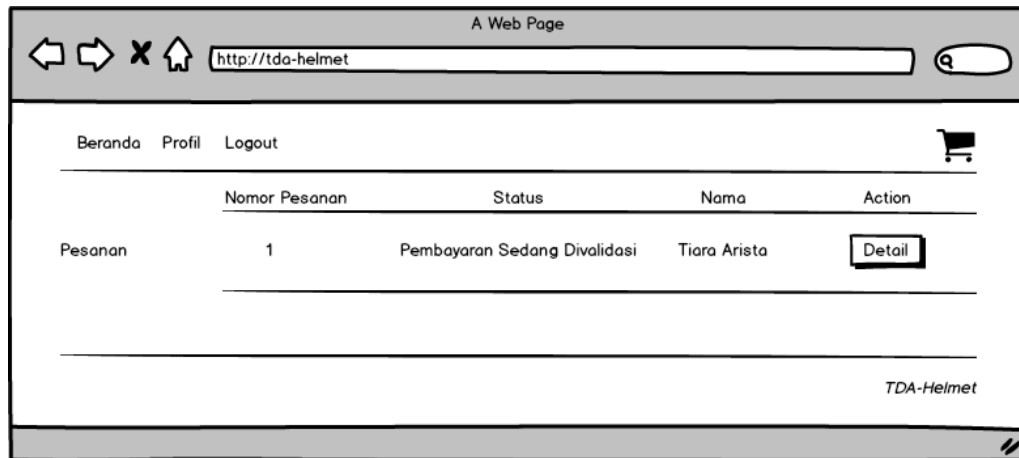 A Web Page
http://tda-helmet
Beranda Profil Logout
Nomor Pesanan Status Nama Action
Pesanan 1 Pembayaran Sedang Divalidasi Tiara Arista Detail
TDA-Helmet